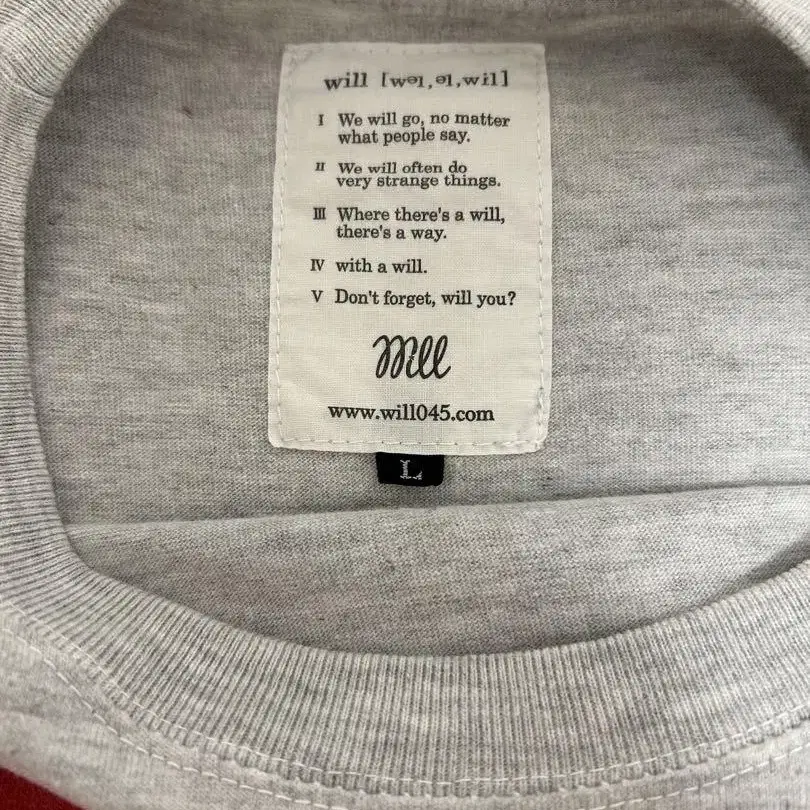 will [wəl,əl,wil]
I We will go, no matter
what people say.
II We will often do
very strange things.
III Where there's a will,
there's a way.
IV with a will.
V Don't forget, will you?
Will
www.will045.com
L